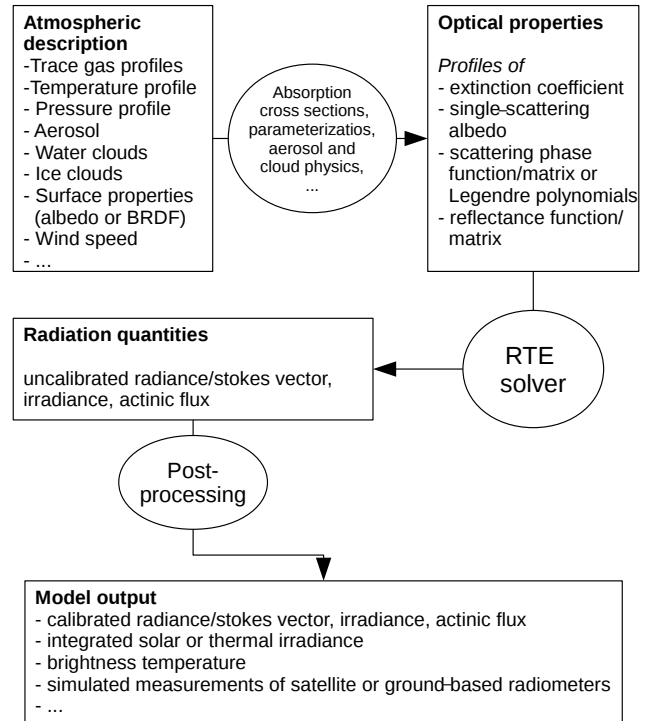 Atmospheric
description
-Trace gas profiles
-Temperature profile
- Pressure profile
- Aerosol
- Water clouds
- Ice clouds
- Surface properties
(albedo or BRDF)
- Wind speed
- ...
Absorption
cross sections,
parameterizatios,
aerosol and
cloud physics,
...
Optical properties
Profiles of
- extinction coefficient
- single-scattering
albedo
- scattering phase
function/matrix or
Legendre polynomials
- reflectance function/
matrix
RTE
solver
Radiation quantities
uncalibrated radiance/stokes vector,
irradiance, actinic flux
Post-
processing
Model output
- calibrated radiance/stokes vector, irradiance, actinic flux
- integrated solar or thermal irradiance
- brightness temperature
- simulated measurements of satellite or ground-based radiometers
- ...